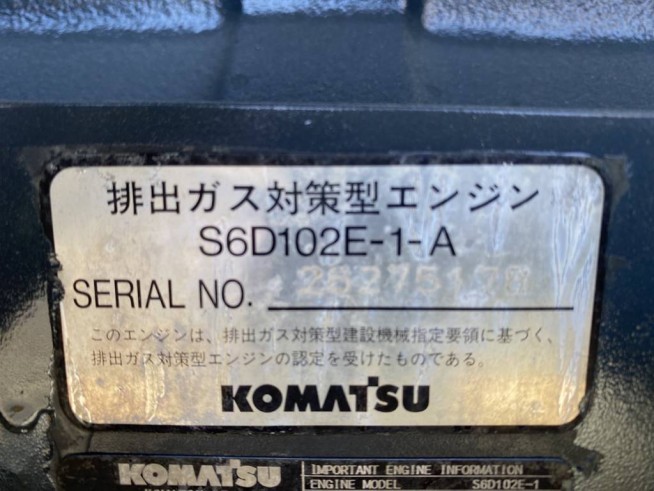 排出ガス対策型エンジン
S6D102E-1-A
SERIAL NO.
このエンジンは、排出ガス対策型建設機械指定要領に基づく、
排出ガス対策型エンジンの認定を受けたものである。
KOMATSU
KOMATSU
IMPORTANT ENGINE INFORMATION
ENGINE MODEL S6D102E-1